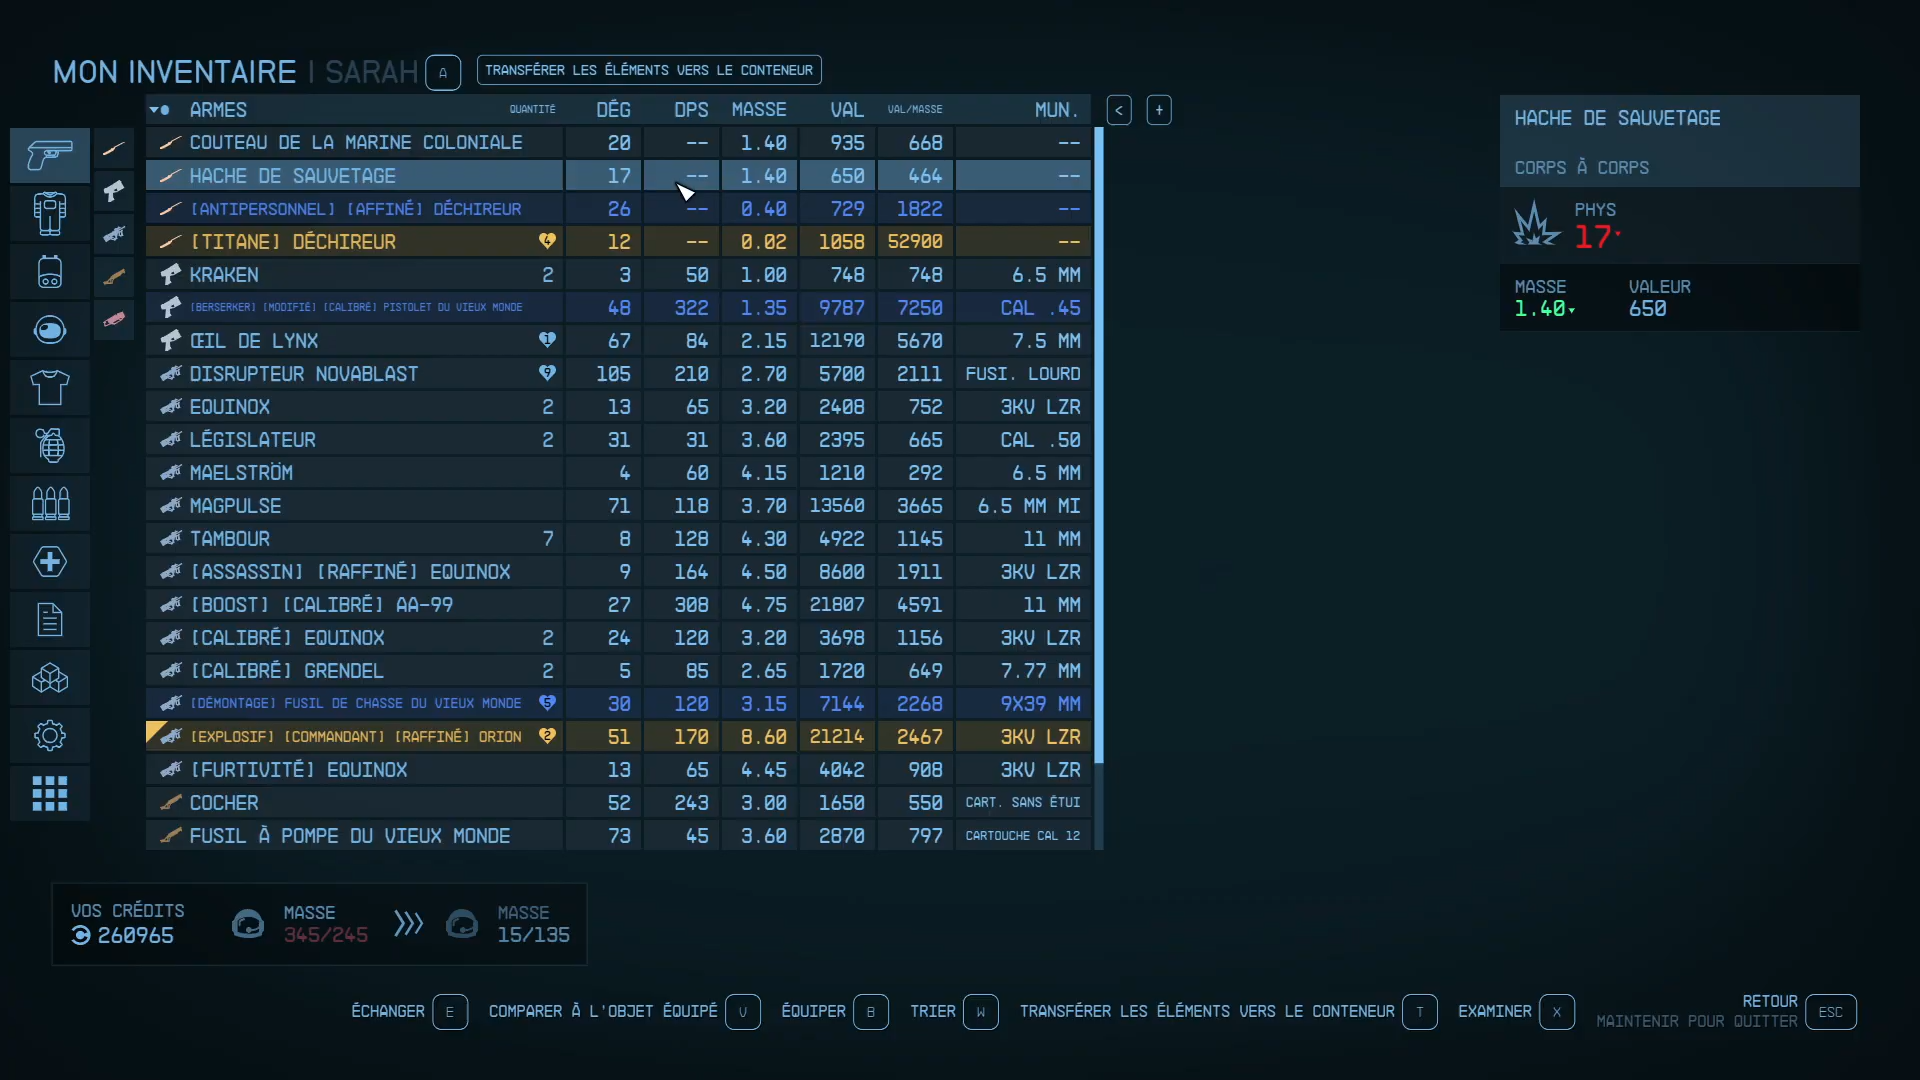 MON INVENTAIRE | SARAH A TRANSFÉRER LES ÉLÉMENTS VERS LE CONTENEUR
ARMES QUANTITÉ DÉG DPS MASSE VAL VAL/MASSE MUN. < +
COUTEAU DE LA MARINE COLONIALE 20 -- 1.40 935 668 --
HACHE DE SAUVETAGE 17 -- 1.40 650 464 --
[ANTIPERSONNEL] [AFFINÉ] DÉCHIREUR 26 -- 0.40 729 1822 --
[TITANE] DÉCHIREUR 4 12 -- 0.02 1058 52900 --
KRAKEN 2 3 50 1.00 748 748 6.5 MM
[BERSERKER] [MODIFIÉ] [CALIBRÉ] PISTOLET DU VIEUX MONDE 48 322 1.35 9787 7250 CAL .45
ŒIL DE LYNX 1 67 84 2.15 12190 5670 7.5 MM
DISRUPTEUR NOVABLAST 9 105 210 2.70 5700 2111 FUSI. LOURD
EQUINOX 2 13 65 3.20 2408 752 3KV LZR
LÉGISLATEUR 2 31 31 3.60 2395 665 CAL .50
MAELSTRÖM 4 60 4.15 1210 292 6.5 MM
MAGPULSE 71 118 3.70 13560 3665 6.5 MM MI
TAMBOUR 7 8 128 4.30 4922 1145 11 MM
[ASSASSIN] [RAFFINÉ] EQUINOX 9 164 4.50 8600 1911 3KV LZR
[BOOST] [CALIBRÉ] AA-99 27 308 4.75 21807 4591 11 MM
[CALIBRÉ] EQUINOX 2 24 120 3.20 3698 1156 3KV LZR
[CALIBRÉ] GRENDEL 2 5 85 2.65 1720 649 7.77 MM
[DÉMONTAGE] FUSIL DE CHASSE DU VIEUX MONDE 5 30 120 3.15 7144 2268 9X39 MM
[EXPLOSIF] [COMMANDANT] [RAFFINÉ] ORION 2 51 170 8.60 21214 2467 3KV LZR
[FURTIVITÉ] EQUINOX 13 65 4.45 4042 908 3KV LZR
COCHER 52 243 3.00 1650 550 CART. SANS ÉTUI
FUSIL À POMPE DU VIEUX MONDE 73 45 3.60 2870 797 CARTOUCHE CAL 12
HACHE DE SAUVETAGE
CORPS À CORPS
PHYS
17
MASSE VALEUR
1.40 650
VOS CRÉDITS MASSE MASSE
260965 345/245 15/135
ÉCHANGER E COMPARER À L'OBJET ÉQUIPÉ V ÉQUIPER B TRIER W TRANSFÉRER LES ÉLÉMENTS VERS LE CONTENEUR T EXAMINER X RETOUR ESC
MAINTENIR POUR QUITTER